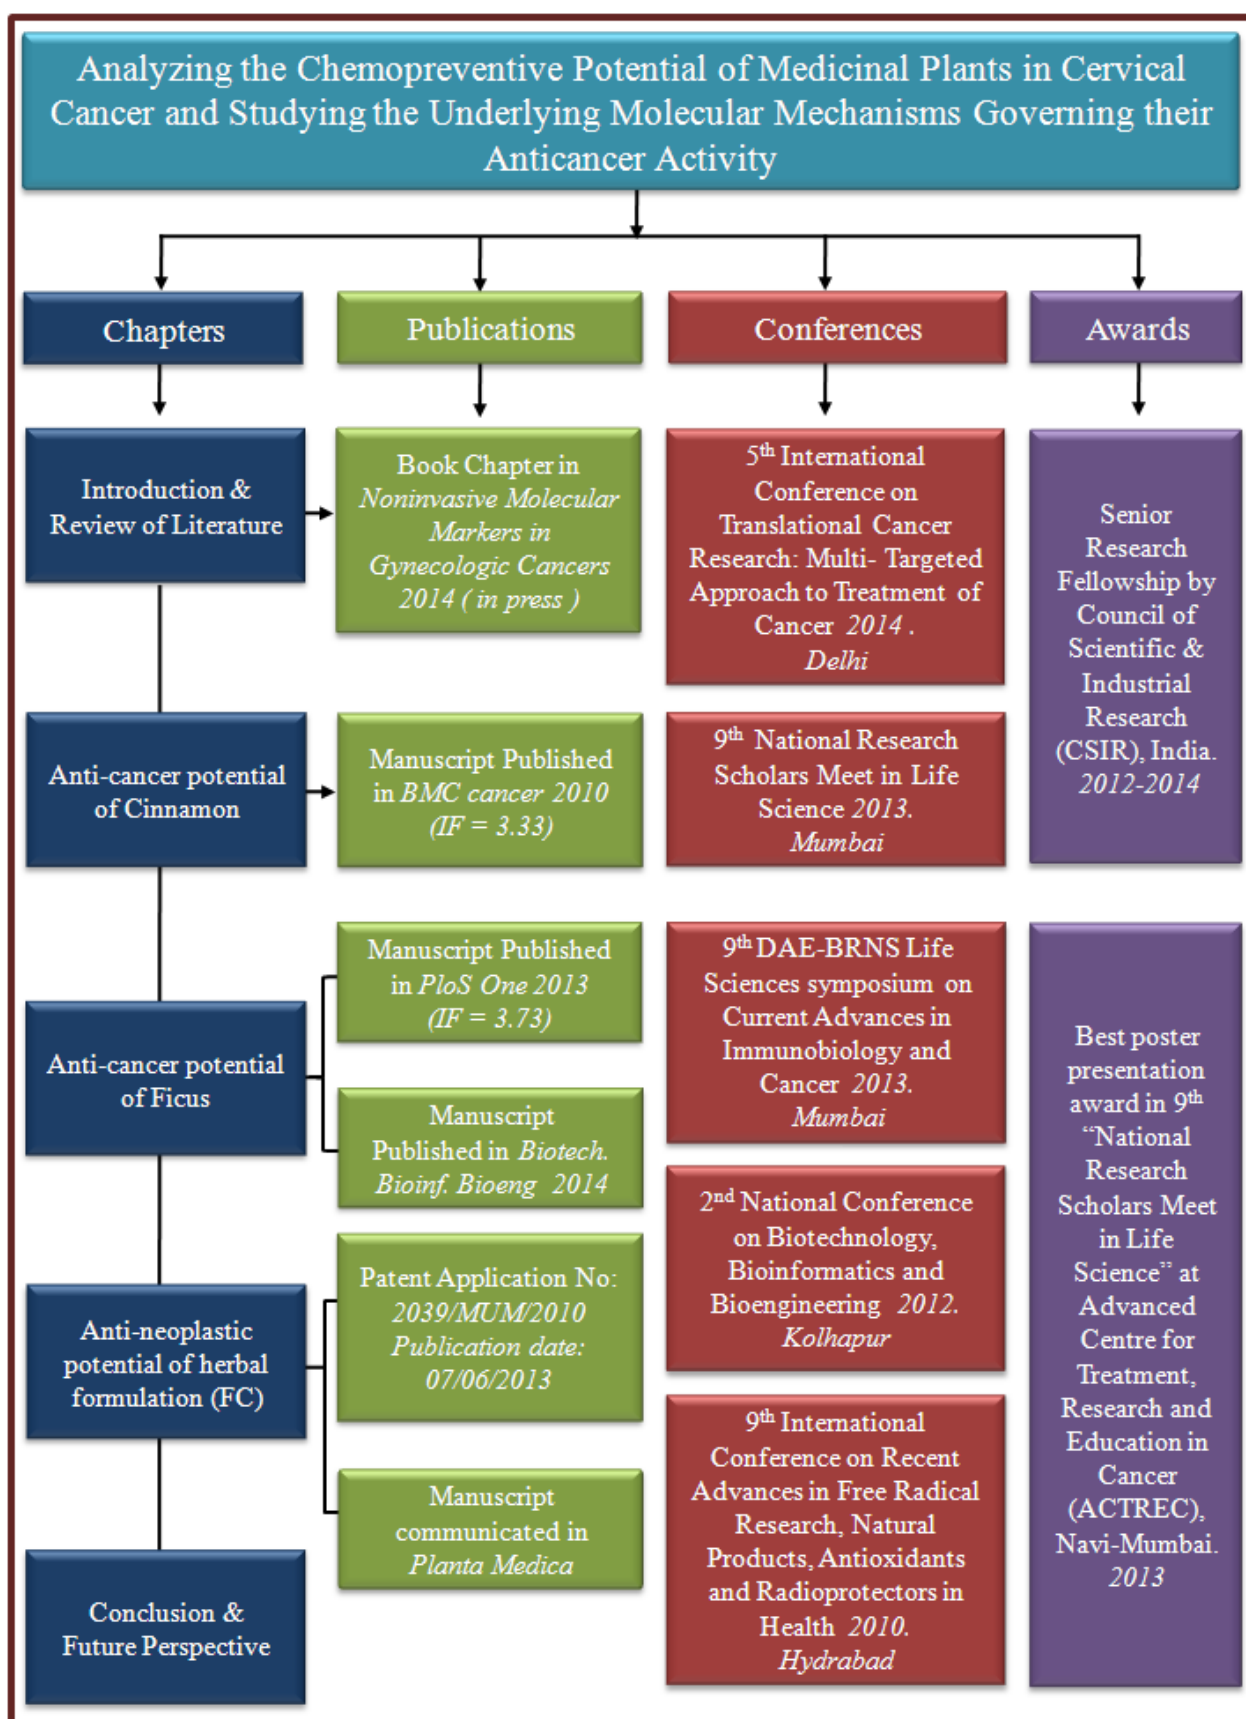 Analyzing the Chemopreventive Potential of Medicinal Plants in Cervical
Cancer and Studying the Underlying Molecular Mechanisms Governing their
Anticancer Activity
Chapters
Publications
Conferences
Awards
Introduction &
Review of Literature
Anti-cancer potential
of Cinnamon
Anti-cancer potential
of Ficus
Anti-neoplastic
potential of herbal
formulation (FC)
Conclusion &
Future Perspective
Book Chapter in
Noninvasive Molecular
Markers in
Gynecologic Cancers
2014 ( in press )
Manuscript Published
in BMC cancer 2010
(IF = 3.33)
Manuscript Published
in PloS One 2013
(IF = 3.73)
Manuscript
Published in Biotech.
Bioinf. Bioeng 2014
Patent Application No:
2039/MUM/2010
Publication date:
07/06/2013
Manuscript
communicated in
Planta Medica
5th International
Conference on
Translational Cancer
Research: Multi- Targeted
Approach to Treatment of
Cancer 2014 .
Delhi
9th National Research
Scholars Meet in Life
Science 2013.
Mumbai
9th DAE-BRNS Life
Sciences symposium on
Current Advances in
Immunobiology and
Cancer 2013.
Mumbai
2nd National Conference
on Biotechnology,
Bioinformatics and
Bioengineering 2012.
Kolhapur
9th International
Conference on Recent
Advances in Free Radical
Research, Natural
Products, Antioxidants
and Radioprotectors in
Health 2010.
Hydrabad
Senior
Research
Fellowship by
Council of
Scientific &
Industrial
Research
(CSIR), India.
2012-2014
Best poster
presentation
award in 9th
“National
Research
Scholars Meet
in Life
Science” at
Advanced
Centre for
Treatment,
Research and
Education in
Cancer
(ACTREC),
Navi-Mumbai.
2013